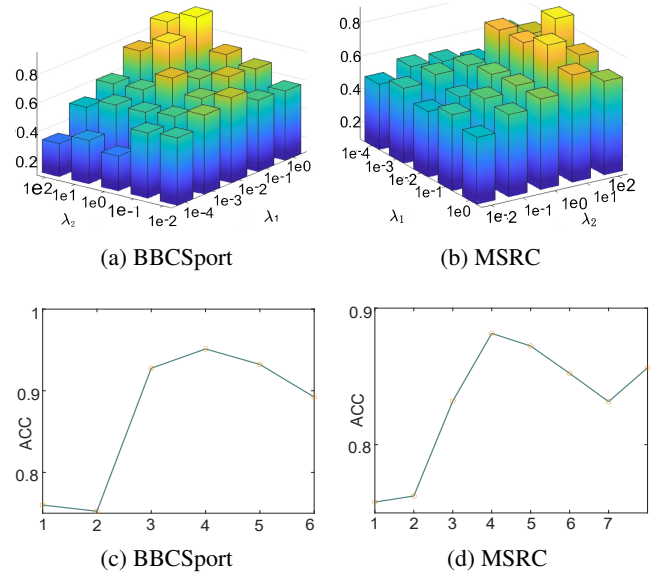 0.8
0.6
0.4
0.2
1e2
1e1
1e0
1e-1
1e-2
λ₂
1e-4
1e-3
1e-2
1e-1
1e0
λ₁
(a) BBCSport
0.8
0.6
0.4
0.2
1e-4
1e-3
1e-2
1e-1
1e0
λ₁
1e-2
1e-1
1e0
1e1
1e2
λ₂
(b) MSRC
1
0.9
0.8
ACC
1 2 3 4 5 6
(c) BBCSport
0.9
0.8
ACC
1 2 3 4 5 6 7
(d) MSRC